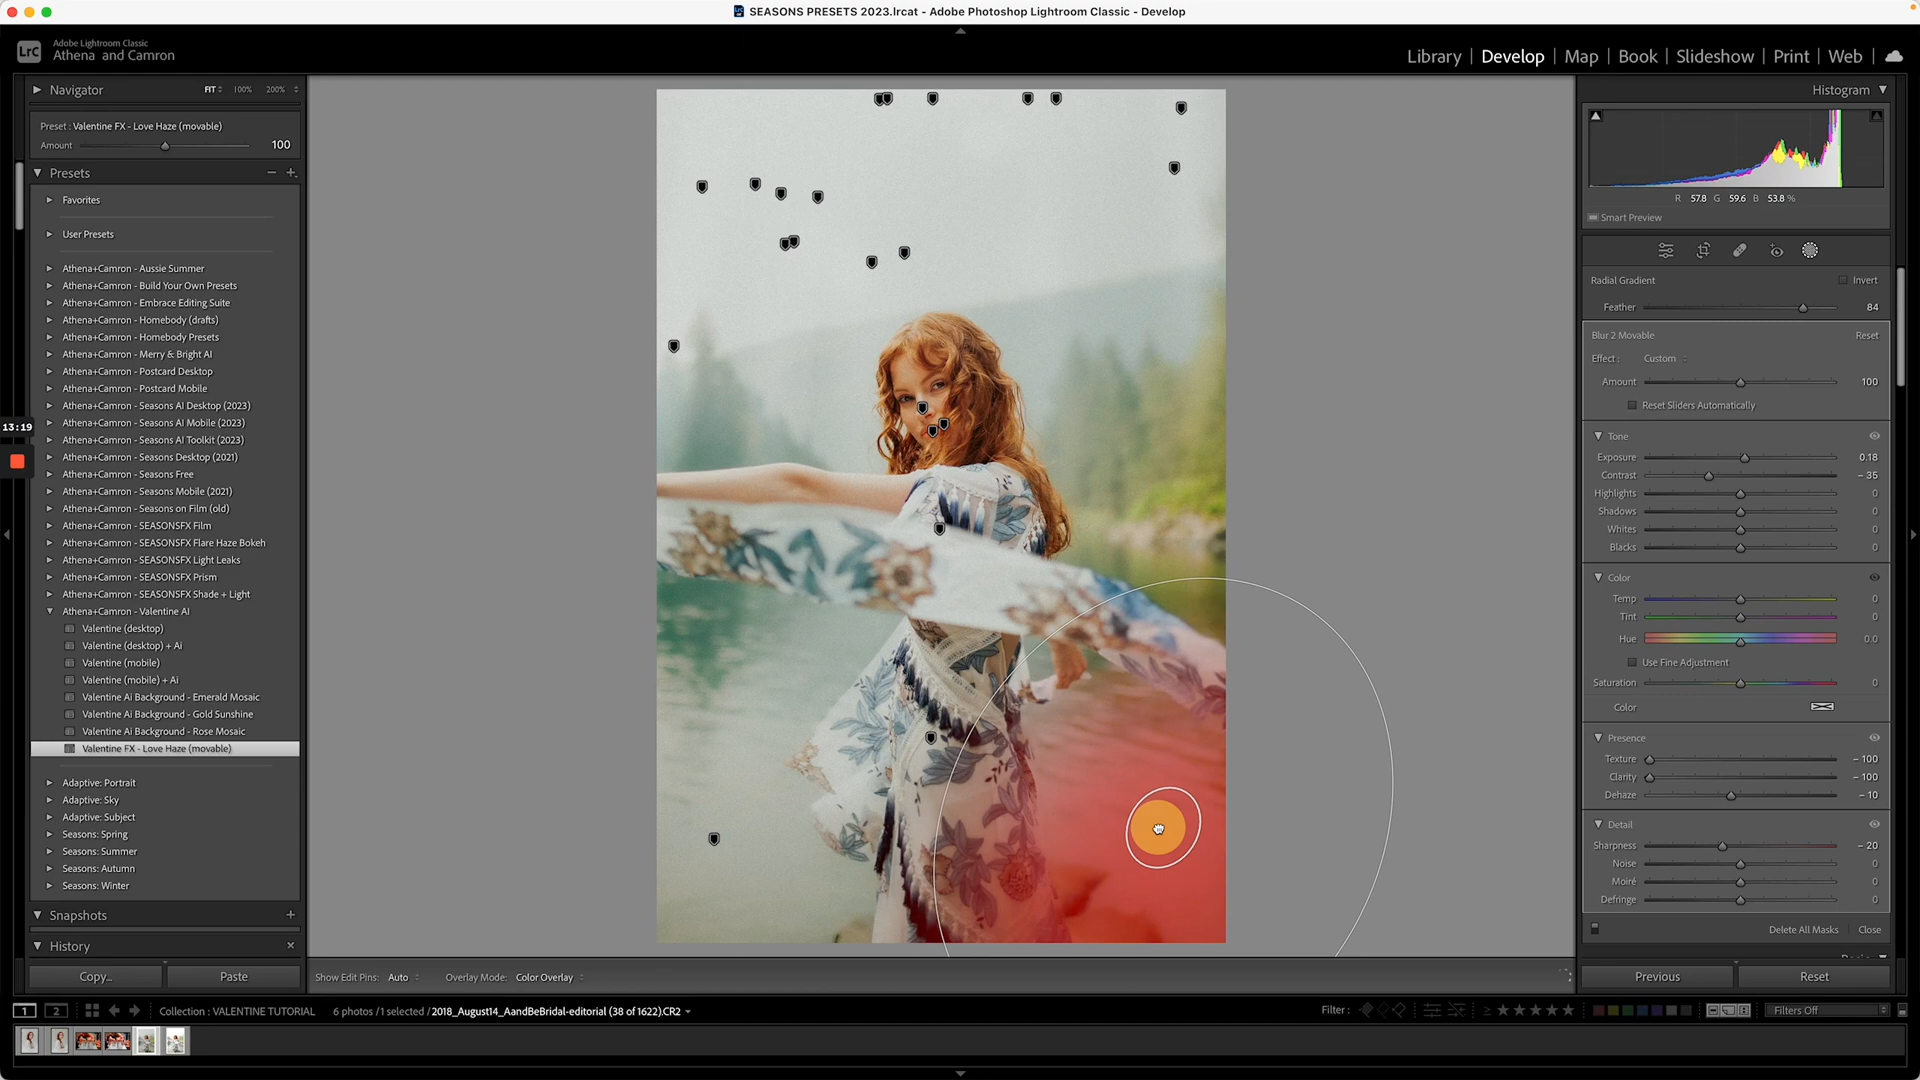 SEASONS PRESETS 2023.lrcat - Adobe Photoshop Lightroom Classic - Develop
LrC
Adobe Lightroom Classic
Athena and Camron
Library | Develop | Map | Book | Slideshow | Print | Web
Navigator FIT 100% 200%
Preset : Valentine FX - Love Haze (movable)
Amount 100
Presets
Favorites
User Presets
Athena+Camron - Aussie Summer
Athena+Camron - Build Your Own Presets
Athena+Camron - Embrace Editing Suite
Athena+Camron - Homebody (drafts)
Athena+Camron - Homebody Presets
Athena+Camron - Merry & Bright AI
Athena+Camron - Postcard Desktop
Athena+Camron - Postcard Mobile
Athena+Camron - Seasons AI Desktop (2023)
Athena+Camron - Seasons AI Mobile (2023)
Athena+Camron - Seasons AI Toolkit (2023)
Athena+Camron - Seasons Desktop (2021)
Athena+Camron - Seasons Free
Athena+Camron - Seasons Mobile (2021)
Athena+Camron - Seasons on Film (old)
Athena+Camron - SEASONSFX Film
Athena+Camron - SEASONSFX Flare Haze Bokeh
Athena+Camron - SEASONSFX Light Leaks
Athena+Camron - SEASONSFX Prism
Athena+Camron - SEASONSFX Shade + Light
Athena+Camron - Valentine AI
Valentine (desktop)
Valentine (desktop) + Ai
Valentine (mobile)
Valentine (mobile) + Ai
Valentine Ai Background - Emerald Mosaic
Valentine Ai Background - Gold Sunshine
Valentine Ai Background - Rose Mosaic
Valentine FX - Love Haze (movable)
Adaptive: Portrait
Adaptive: Sky
Adaptive: Subject
Seasons: Spring
Seasons: Summer
Seasons: Autumn
Seasons: Winter
Snapshots
History
Copy... Paste
13:19
Show Edit Pins: Auto Overlay Mode: Color Overlay
Histogram
R 57.8 G 59.6 B 53.8 %
Smart Preview
Radial Gradient Invert
Feather 84
Blur 2 Movable Reset
Effect : Custom
Amount 100
Reset Sliders Automatically
Tone
Exposure 0.18
Contrast - 35
Highlights 0
Shadows 0
Whites 0
Blacks 0
Color
Temp 0
Tint 0
Hue 0.0
Use Fine Adjustment
Saturation 0
Color
Presence
Texture - 100
Clarity - 100
Dehaze - 10
Detail
Sharpness - 20
Noise 0
Moiré 0
Defringe 0
Delete All Masks Close
Previous Reset
1 2 Collection : VALENTINE TUTORIAL 6 photos / 1 selected / 2018_August14_AandBeBridal-editorial (38 of 1622).CR2 Filter : Filters Off